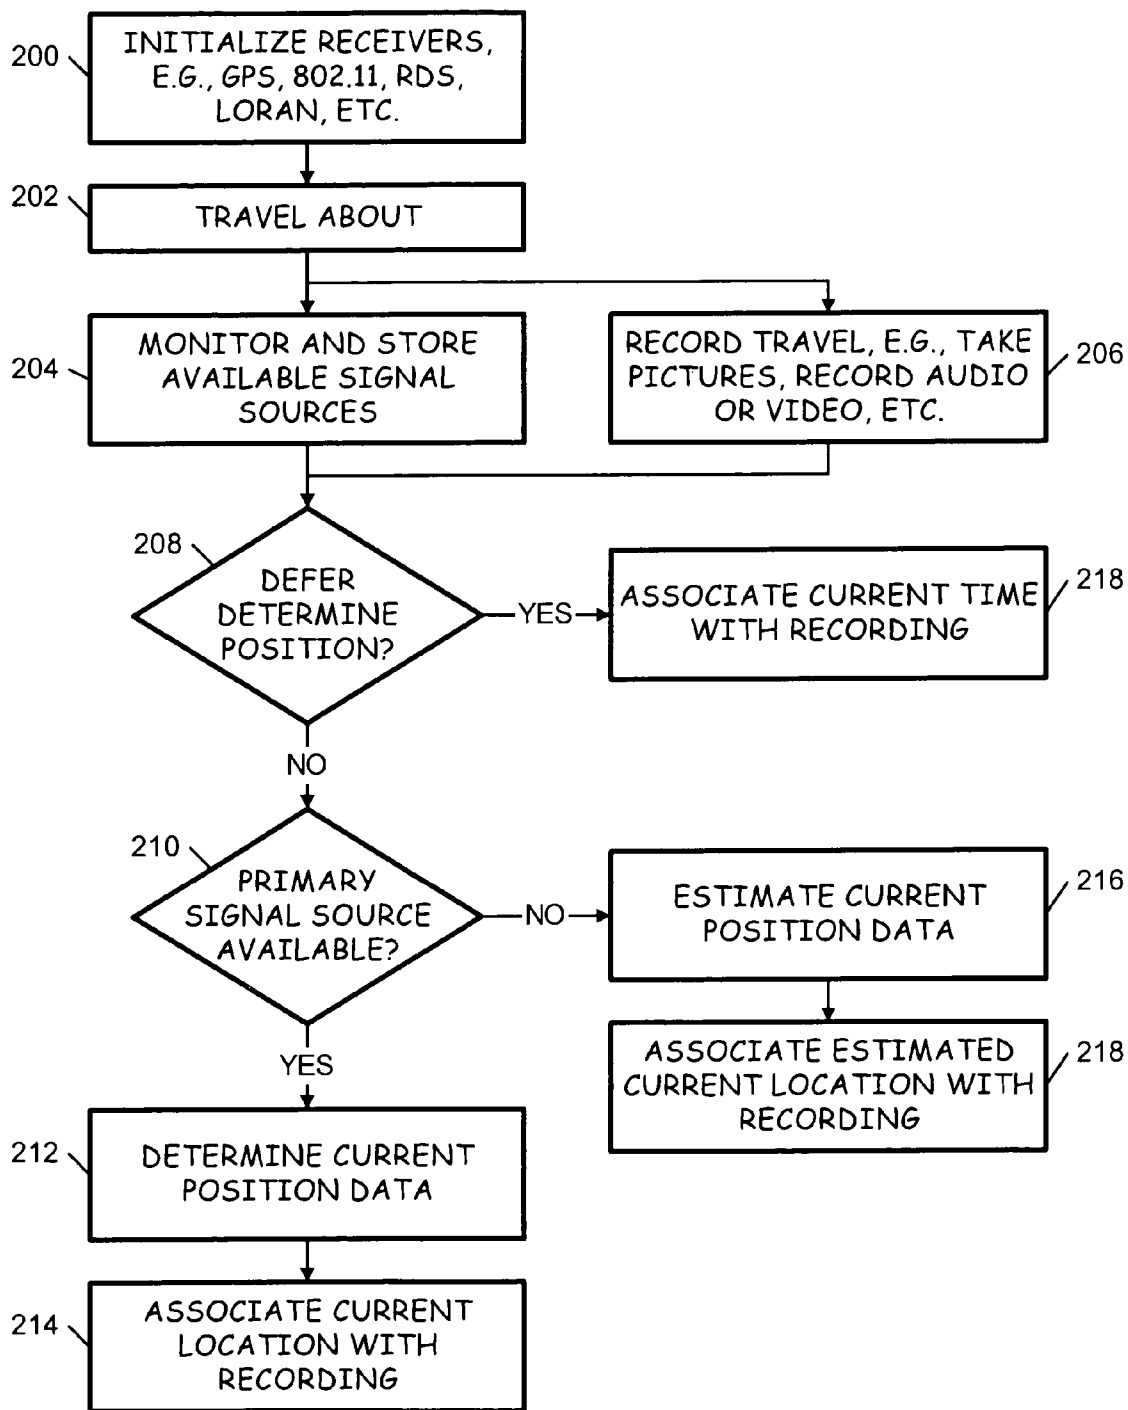 200
INITIALIZE RECEIVERS,
E.G., GPS, 802.11, RDS,
LORAN, ETC.
202
TRAVEL ABOUT
204
MONITOR AND STORE
AVAILABLE SIGNAL
SOURCES
RECORD TRAVEL, E.G., TAKE
PICTURES, RECORD AUDIO
OR VIDEO, ETC.
206
208
DEFER
DETERMINE
POSITION?
YES
ASSOCIATE CURRENT TIME
WITH RECORDING
218
NO
210
PRIMARY
SIGNAL SOURCE
AVAILABLE?
NO
ESTIMATE CURRENT
POSITION DATA
216
ASSOCIATE ESTIMATED
CURRENT LOCATION WITH
RECORDING
218
YES
212
DETERMINE CURRENT
POSITION DATA
214
ASSOCIATE CURRENT
LOCATION WITH
RECORDING